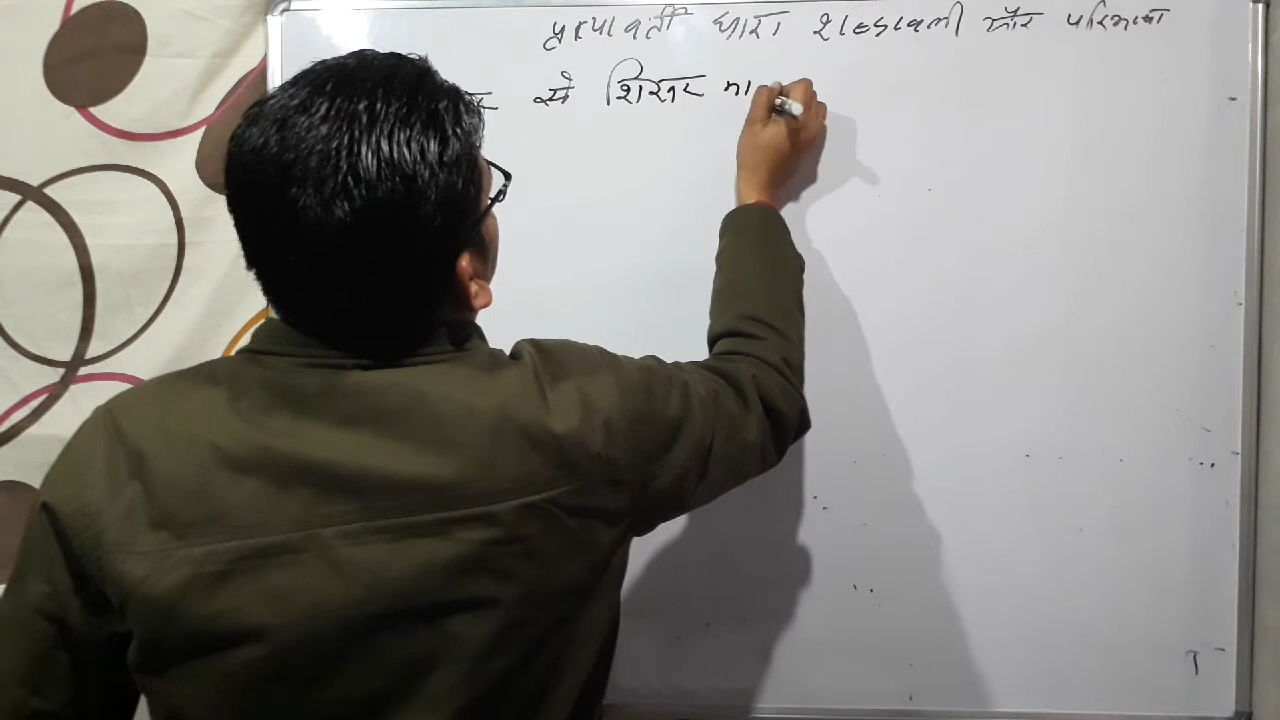 प्रत्यावर्ती धारा शब्दावली और परिभाषा
से शिखर मा